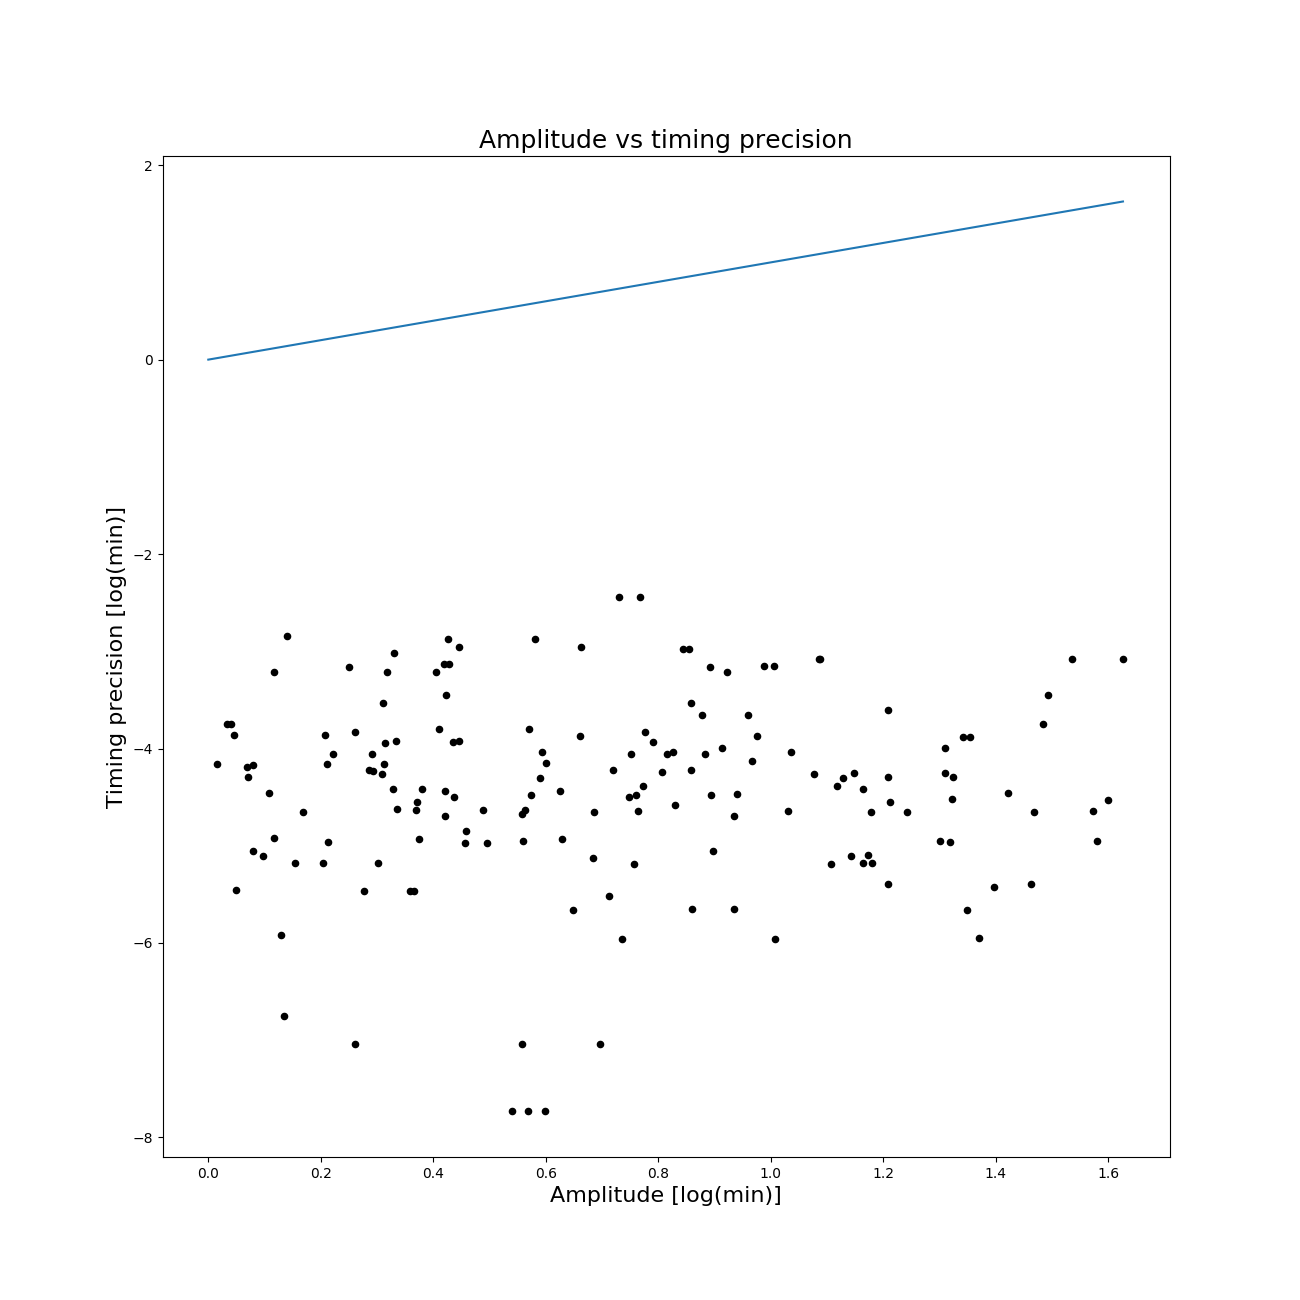 Amplitude vs timing precision
2
0
−2
−4
−6
−8
Timing precision [log(min)]
0.0 0.2 0.4 0.6 0.8 1.0 1.2 1.4 1.6
Amplitude [log(min)]